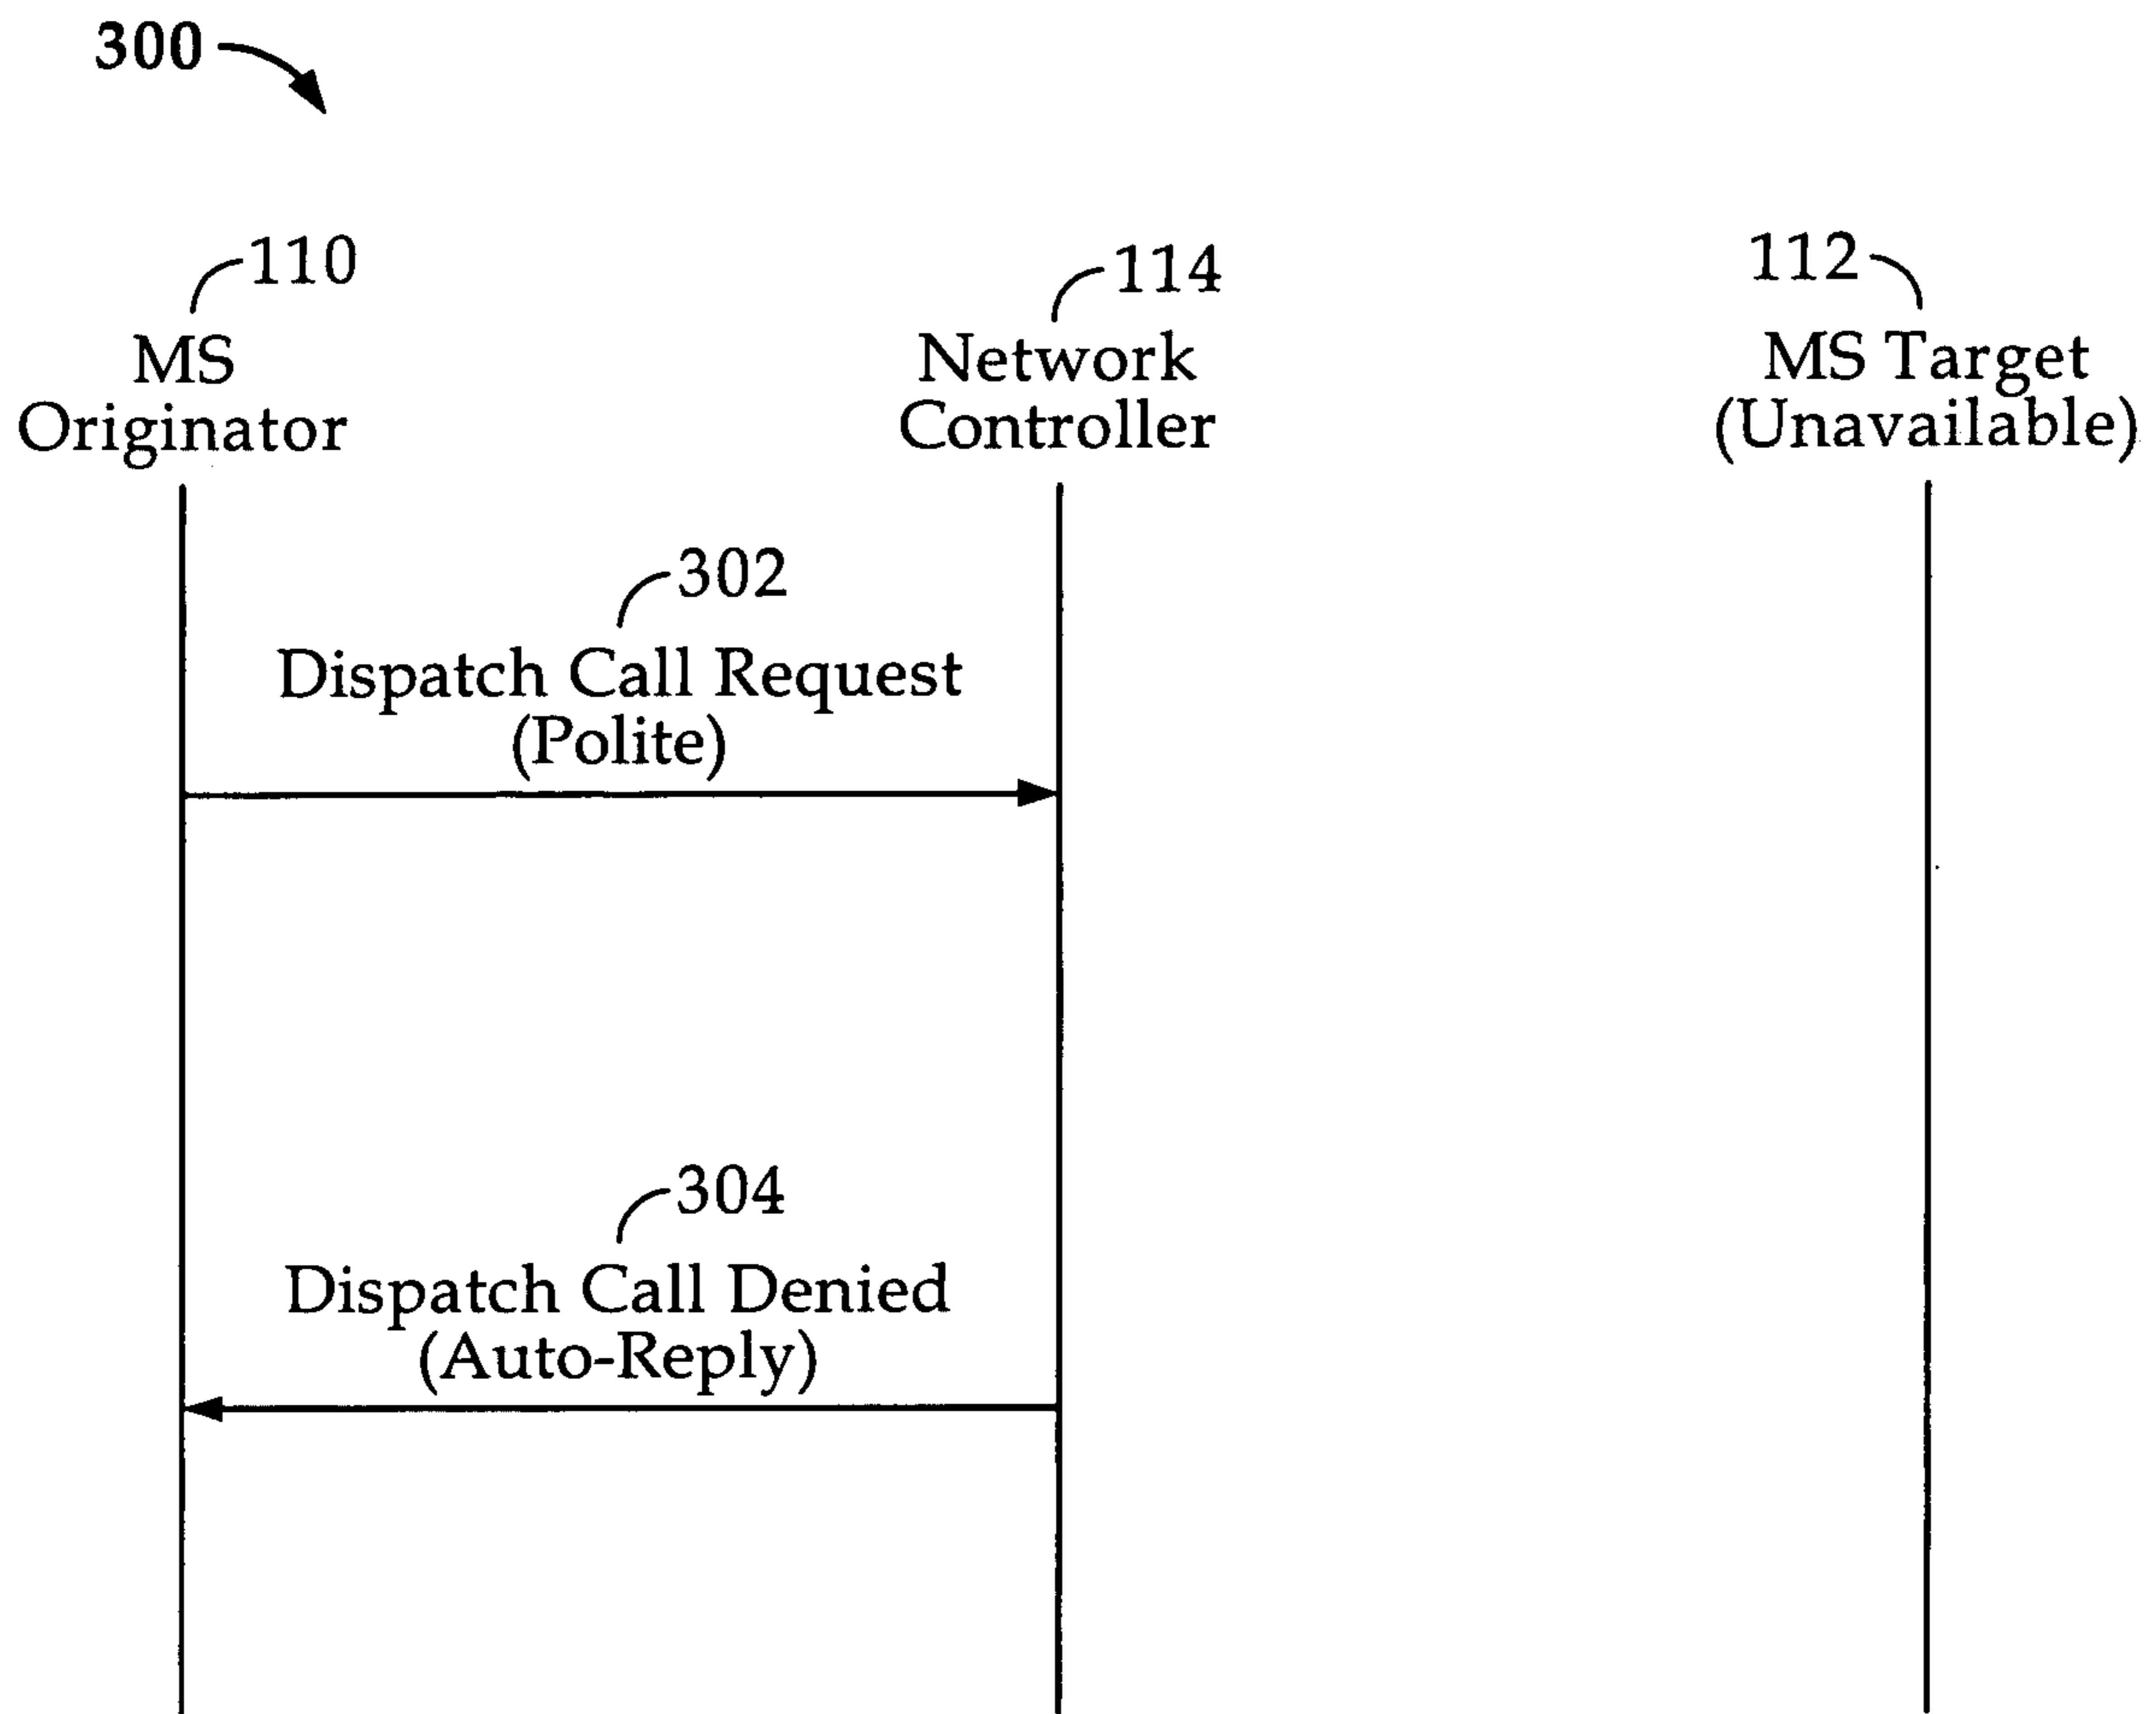 300
110
MS
Originator
114
Network
Controller
112
MS Target
(Unavailable)
302
Dispatch Call Request
(Polite)
304
Dispatch Call Denied
(Auto-Reply)